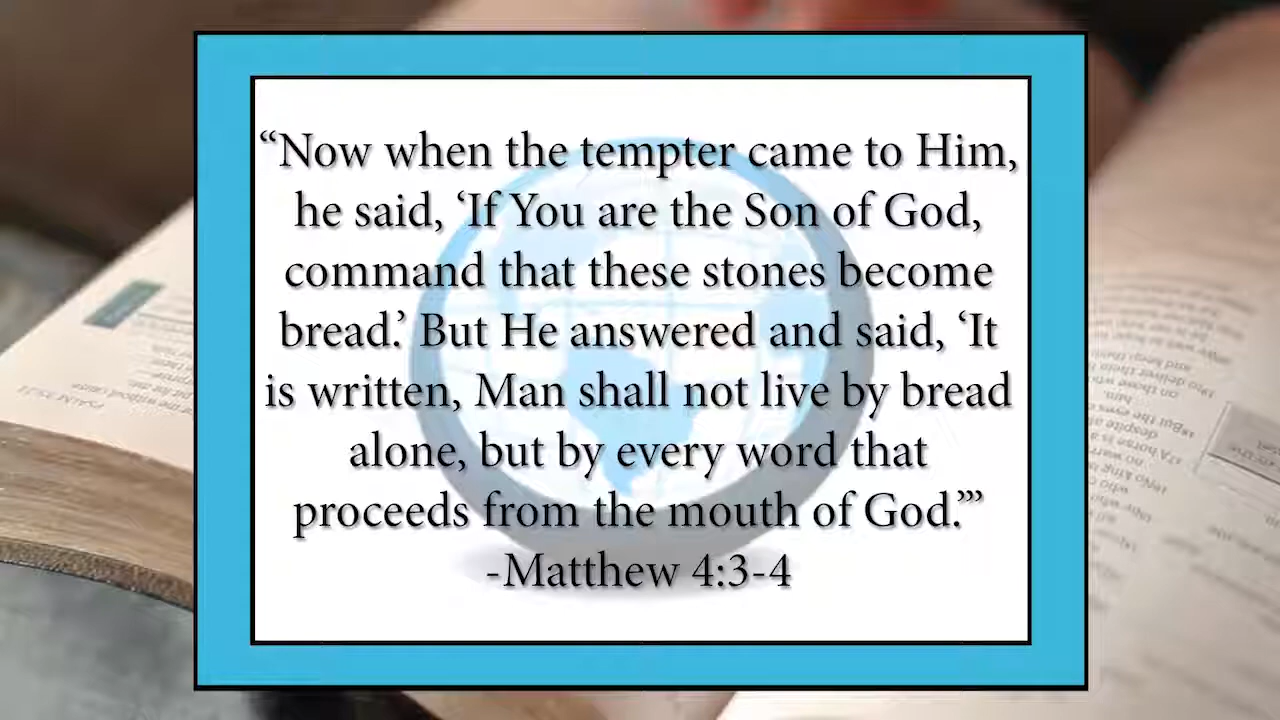 “Now when the tempter came to Him,
he said, ‘If You are the Son of God,
command that these stones become
bread.’ But He answered and said, ‘It
is written, Man shall not live by bread
alone, but by every word that
proceeds from the mouth of God.’”
-Matthew 4:3-4